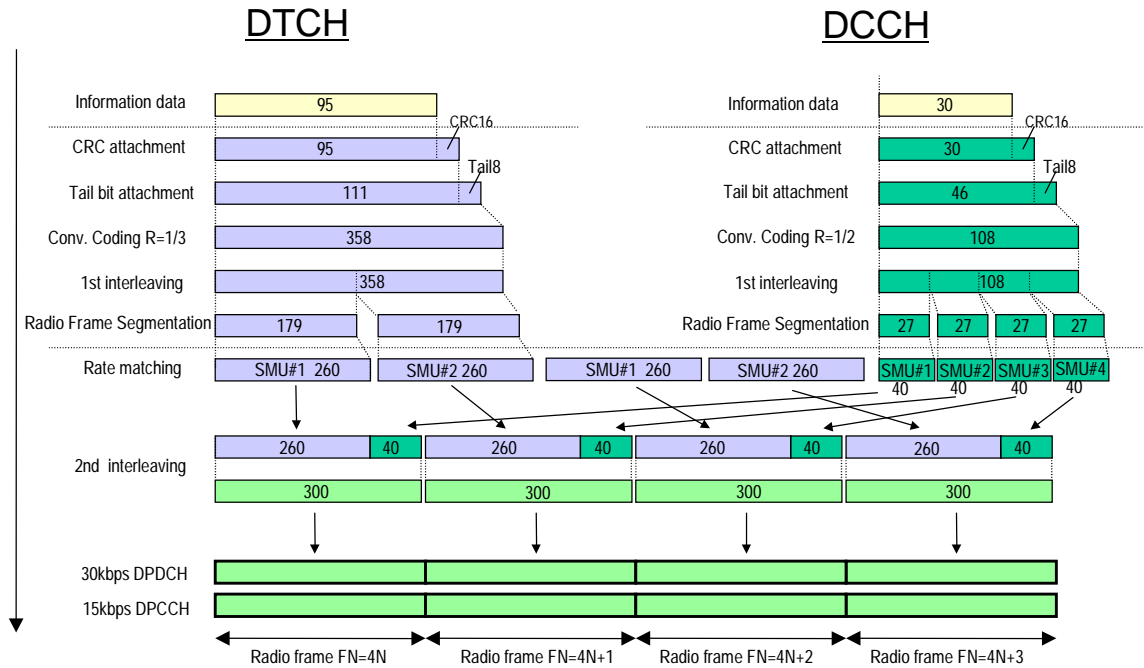 DTCH DCCH
Information data 95 Information data 30
CRC16 CRC16
CRC attachment 95 CRC attachment 30
Tail8 Tail8
Tail bit attachment 111 Tail bit attachment 46
Conv. Coding R=1/3 358 Conv. Coding R=1/2 108
1st interleaving 358 1st interleaving 108
Radio Frame Segmentation 179 179 Radio Frame Segmentation 27 27 27 27
Rate matching SMU#1 260 SMU#2 260 SMU#1 260 SMU#2 260 SMU#1 SMU#2 SMU#3 SMU#4
40 40 40 40
260 40 260 40 260 40 260 40
2nd interleaving
300 300 300 300
30kbps DPDCH
15kbps DPCCH
Radio frame FN=4N Radio frame FN=4N+1 Radio frame FN=4N+2 Radio frame FN=4N+3